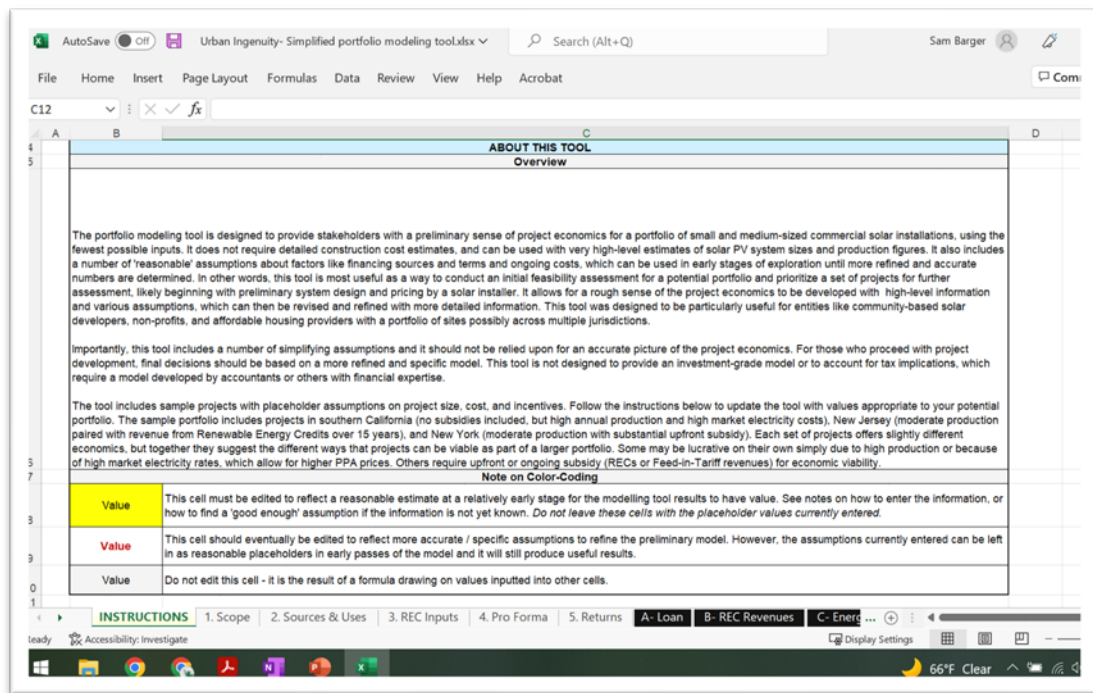 AutoSave Off Urban Ingenuity- Simplified portfolio modeling tool.xlsx Search (Alt+Q) Sam Barger
File Home Insert Page Layout Formulas Data Review View Help Acrobat
C12 fx
A B C D
4 ABOUT THIS TOOL
5 Overview
The portfolio modeling tool is designed to provide stakeholders with a preliminary sense of project economics for a portfolio of small and medium-sized commercial solar installations, using the
fewest possible inputs. It does not require detailed construction cost estimates, and can be used with very high-level estimates of solar PV system sizes and production figures. It also includes
a number of 'reasonable' assumptions about factors like financing sources and terms and ongoing costs, which can be used in early stages of exploration until more refined and accurate
numbers are determined. In other words, this tool is most useful as a way to conduct an initial feasibility assessment for a potential portfolio and prioritize a set of projects for further
assessment, likely beginning with preliminary system design and pricing by a solar installer. It allows for a rough sense of the project economics to be developed with high-level information
and various assumptions, which can then be revised and refined with more detailed information. This tool was designed to be particularly useful for entities like community-based solar
developers, non-profits, and affordable housing providers with a portfolio of sites possibly across multiple jurisdictions.
Importantly, this tool includes a number of simplifying assumptions and it should not be relied upon for an accurate picture of the project economics. For those who proceed with project
development, final decisions should be based on a more refined and specific model. This tool is not designed to provide an investment-grade model or to account for tax implications, which
require a model developed by accountants or others with financial expertise.
The tool includes sample projects with placeholder assumptions on project size, cost, and incentives. Follow the instructions below to update the tool with values appropriate to your potential
portfolio. The sample portfolio includes projects in southern California (no subsidies included, but high annual production and high market electricity costs), New Jersey (moderate production
paired with revenue from Renewable Energy Credits over 15 years), and New York (moderate production with substantial upfront subsidy). Each set of projects offers slightly different
economics, but together they suggest the different ways that projects can be viable as part of a larger portfolio. Some may be lucrative on their own simply due to high production or because
of high market electricity rates, which allow for higher PPA prices. Others require upfront or ongoing subsidy (RECs or Feed-in-Tariff revenues) for economic viability.
Note on Color-Coding
Value This cell must be edited to reflect a reasonable estimate at a relatively early stage for the modelling tool results to have value. See notes on how to enter the information, or
how to find a 'good enough' assumption if the information is not yet known. Do not leave these cells with the placeholder values currently entered.
Value This cell should eventually be edited to reflect more accurate / specific assumptions to refine the preliminary model. However, the assumptions currently entered can be left
in as reasonable placeholders in early passes of the model and it will still produce useful results.
Value Do not edit this cell - it is the result of a formula drawing on values inputted into other cells.
INSTRUCTIONS 1. Scope 2. Sources & Uses 3. REC Inputs 4. Pro Forma 5. Returns A- Loan B- REC Revenues C- Energ ...
Accessibility: Investigate Display Settings
66°F Clear